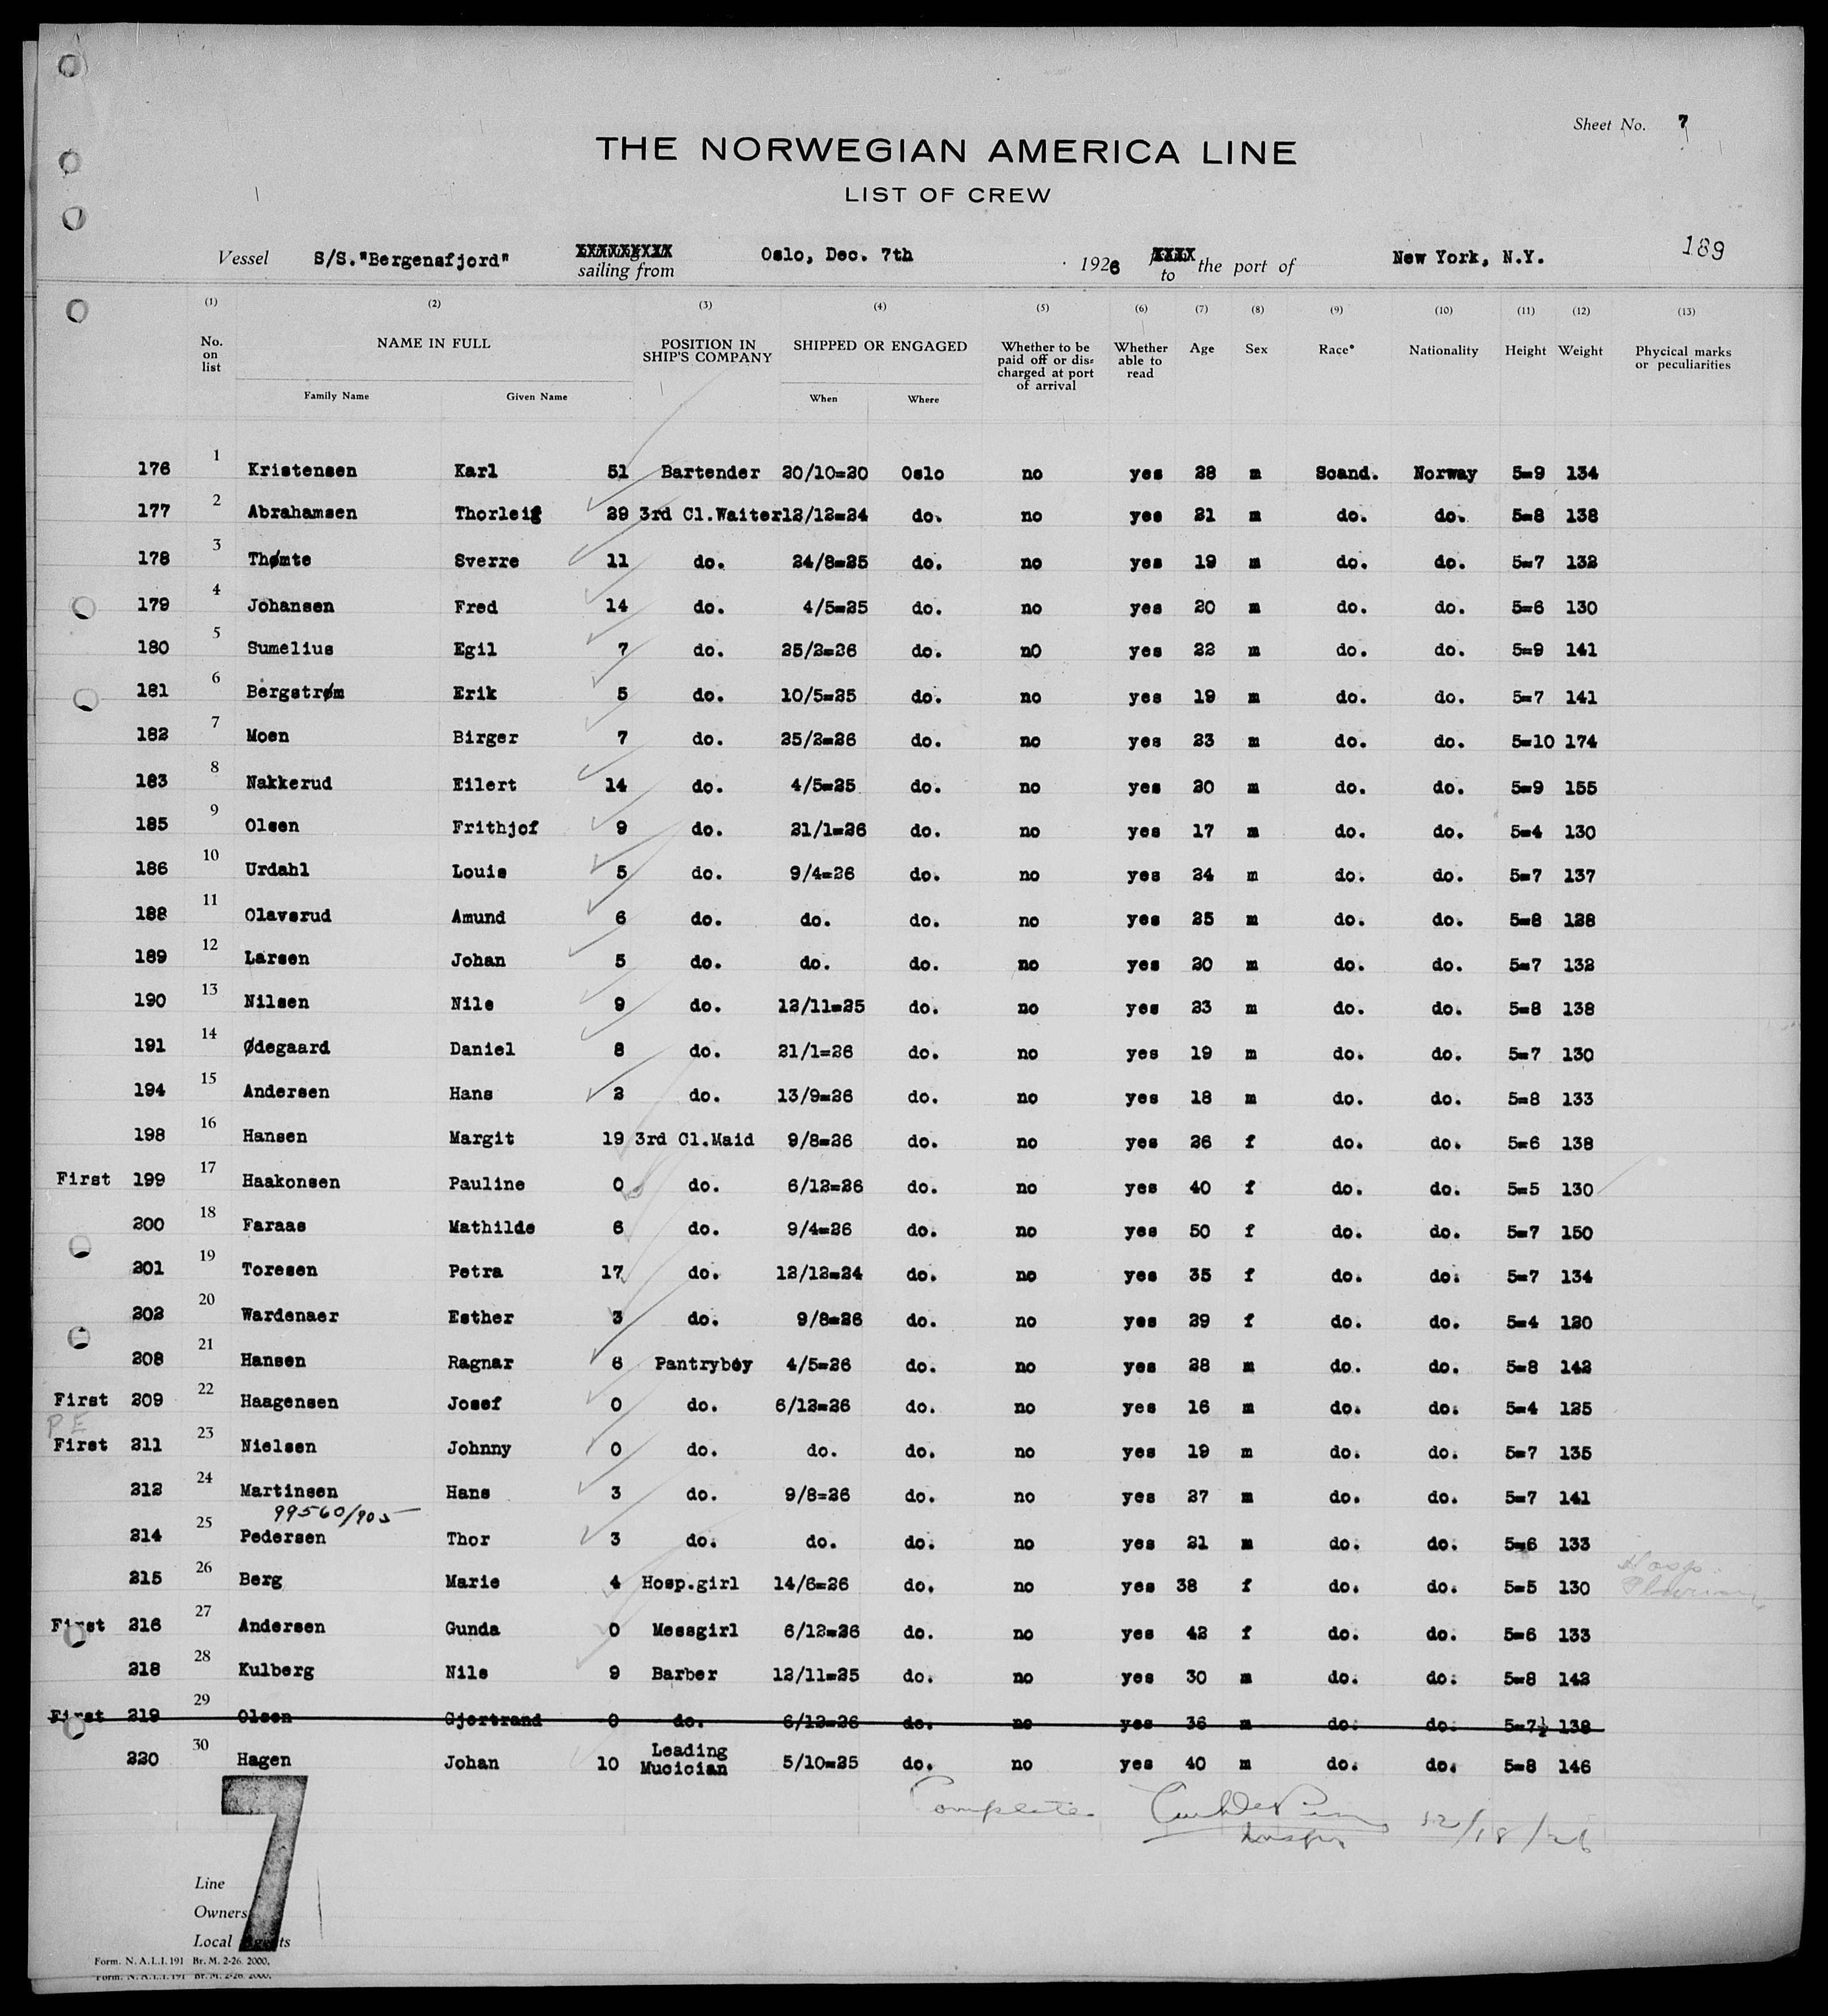 Sheet No. 7
THE NORWEGIAN AMERICA LINE
LIST OF CREW
Vessel S/S."Bergensfjord" XXXXXXXXX sailing from Oslo, Dec. 7th 1926 XXXX to the port of New York, N.Y. 189
(1) (2) (3) (4) (5) (6) (7) (8) (9) (10) (11) (12) (13)
No. on list NAME IN FULL POSITION IN SHIP'S COMPANY SHIPPED OR ENGAGED Whether to be paid off or dis= charged at port of arrival Whether able to read Age Sex Race* Nationality Height Weight Phycical marks or peculiarities
Family Name Given Name When Where
176 1 Kristensen Karl 51 Bartender 20/10=20 Oslo no yes 28 m Scand. Norway 5=9 134
177 2 Abrahamsen Thorleif 29 3rd Cl.Waiter 12/12=24 do. no yes 21 m do. do. 5=8 138
178 3 Thømte Sverre 11 do. 24/8=25 do. no yes 19 m do. do. 5=7 132
179 4 Johansen Fred 14 do. 4/5=25 do. no yes 20 m do. do. 5=6 130
180 5 Sumelius Egil 7 do. 25/2=26 do. nO yes 22 m do. do. 5=9 141
181 6 Bergstrøm Erik 5 do. 10/5=25 do. no yes 19 m do. do. 5=7 141
182 7 Moen Birger 7 do. 25/2=26 do. no yes 23 m do. do. 5=10 174
183 8 Nakkerud Eilert 14 do. 4/5=25 do. no yes 20 m do. do. 5=9 155
185 9 Olsen Frithjof 9 do. 21/1=26 do. no yes 17 m do. do. 5=4 130
186 10 Urdahl Louis 5 do. 9/4=26 do. no yes 24 m do. do. 5=7 137
188 11 Olavsrud Amund 6 do. do. do. no yes 25 m do. do. 5=8 128
189 12 Larsen Johan 5 do. do. do. no yes 20 m do. do. 5=7 132
190 13 Nilsen Nils 9 do. 12/11=25 do. no yes 23 m do. do. 5=8 138
191 14 Ødegaard Daniel 8 do. 21/1=26 do. no yes 19 m do. do. 5=7 130
194 15 Andersen Hans 2 do. 13/9=26 do. no yes 18 m do. do. 5=8 133
198 16 Hansen Margit 19 3rd Cl.Maid 9/8=26 do. no yes 26 f do. do. 5=6 138
First 199 17 Haakonsen Pauline 0 do. 6/12=26 do. no yes 40 f do. do. 5=5 130
200 18 Faraas Mathilde 6 do. 9/4=26 do. no yes 50 f do. do. 5=7 150
201 19 Toresen Petra 17 do. 12/12=24 do. no yes 35 f do. do. 5=7 134
202 20 Wardenaer Esther 3 do. 9/8=26 do. no yes 29 f do. do. 5=4 120
208 21 Hansen Ragnar 6 Pantryboy 4/5=26 do. no yes 28 m do. do. 5=8 142
First 209 22 Haagensen Josef 0 do. 6/12=26 do. no yes 16 m do. do. 5=4 125
PE
First 211 23 Nielsen Johnny 0 do. do. do. no yes 19 m do. do. 5=7 135
212 24 Martinsen Hans 3 do. 9/8=26 do. no yes 27 m do. do. 5=7 141
99560/905
214 25 Pedersen Thor 3 do. do. do. no yes 21 m do. do. 5=6 133
215 26 Berg Marie 4 Hosp.girl 14/6=26 do. no yes 38 f do. do. 5=5 130 Hosp.
First 216 27 Andersen Gunda 0 Messgirl 6/12=26 do. no yes 42 f do. do. 5=6 133
218 28 Kulberg Nils 9 Barber 12/11=25 do. no yes 30 m do. do. 5=8 142
First 219 29 Olsen Gjertrand 0 do. 6/12=26 do. no yes 36 m do. do. 5=7½ 138
220 30 Hagen Johan 10 Leading Mucician 5/10=25 do. no yes 40 m do. do. 5=8 146
Complete 12/18/26
7
Line
Owners
Local Agents
Form. N. A. L. I. 191 Br. M. 2-26. 2000.
Form. N. A. L. I. 191 Br. M. 2-26. 2000.